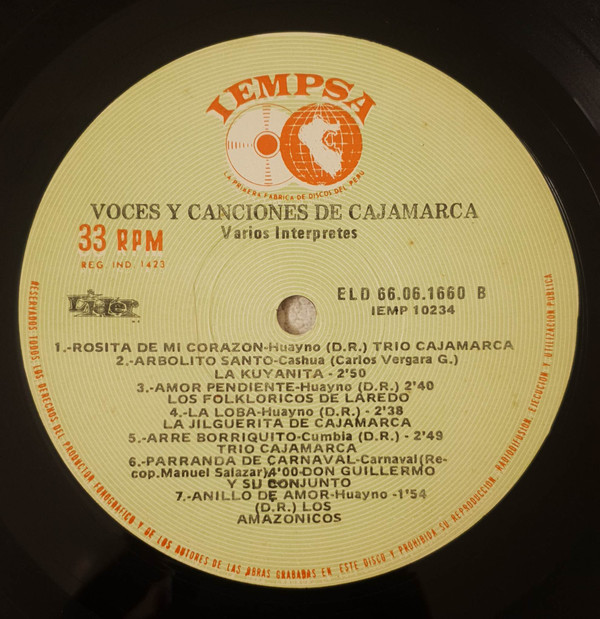 IEMPSA
LA PRIMERA FABRICA DE DISCOS DEL PERU
VOCES Y CANCIONES DE CAJAMARCA
Varios Interpretes
33 RPM
REG. IND. 1423
Lider
ELD 66.06.1660 B
IEMP 10234
1.-ROSITA DE MI CORAZON-Huayno (D.R.) TRIO CAJAMARCA
2.-ARBOLITO SANTO-Cashua (Carlos Vergara G.)
LA KUYANITA - 2'50
3.-AMOR PENDIENTE-Huayno (D.R.) 2'40
LOS FOLKLORICOS DE LAREDO
4.-LA LOBA-Huayno (D.R.) - 2'38
LA JILGUERITA DE CAJAMARCA
5.-ARRE BORRIQUITO-Cumbia (D.R.) - 2'49
TRIO CAJAMARCA
6.-PARRANDA DE CARNAVAL-Carnaval(Re-
cop.Manuel Salazar)4'00-DON GUILLERMO
Y SU CONJUNTO
7.-ANILLO DE AMOR-Huayno -1'54
(D.R.) LOS
AMAZONICOS
RESERVADOS TODOS LOS DERECHOS DEL PRODUCTOR FONOGRAFICO Y DE LOS AUTORES DE LAS OBRAS GRABADAS EN ESTE DISCO Y PROHIBIDA SU REPRODUCCION, RADIODIFUSION, EJECUCION Y UTILIZACION PUBLICA